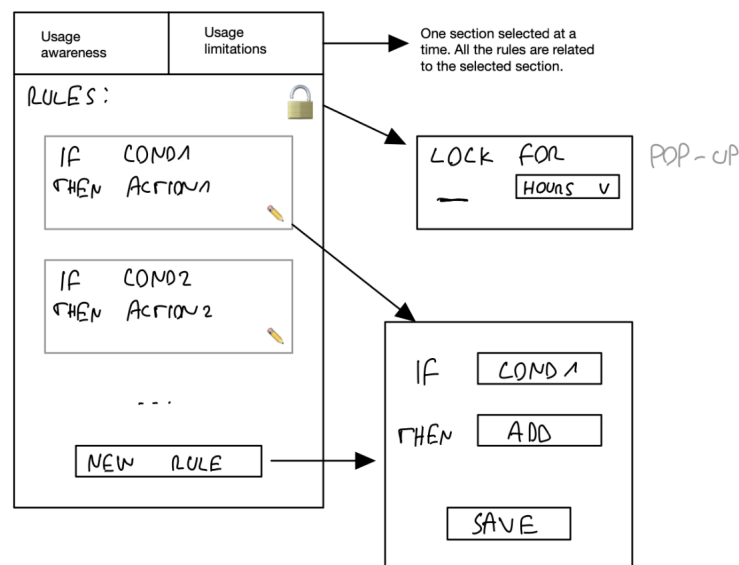 Usage
awareness
Usage
limitations
One section selected at a
time. All the rules are related
to the selected section.
RULES:
IF COND1
THEN ACTION1
IF COND2
THEN ACTION2
- - .
NEW RULE
LOCK FOR
__ HOURS V
POP-UP
IF COND1
THEN ADD
SAVE